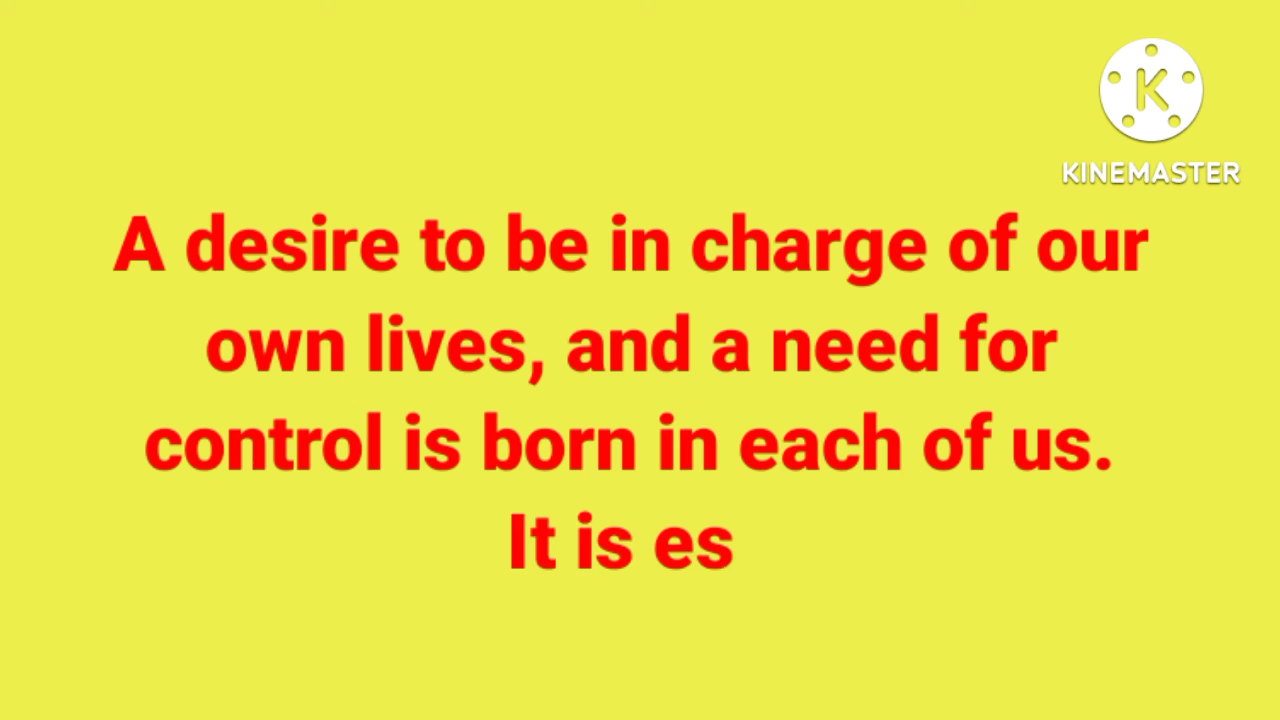 KINEMASTER
A desire to be in charge of our
own lives, and a need for
control is born in each of us.
It is es